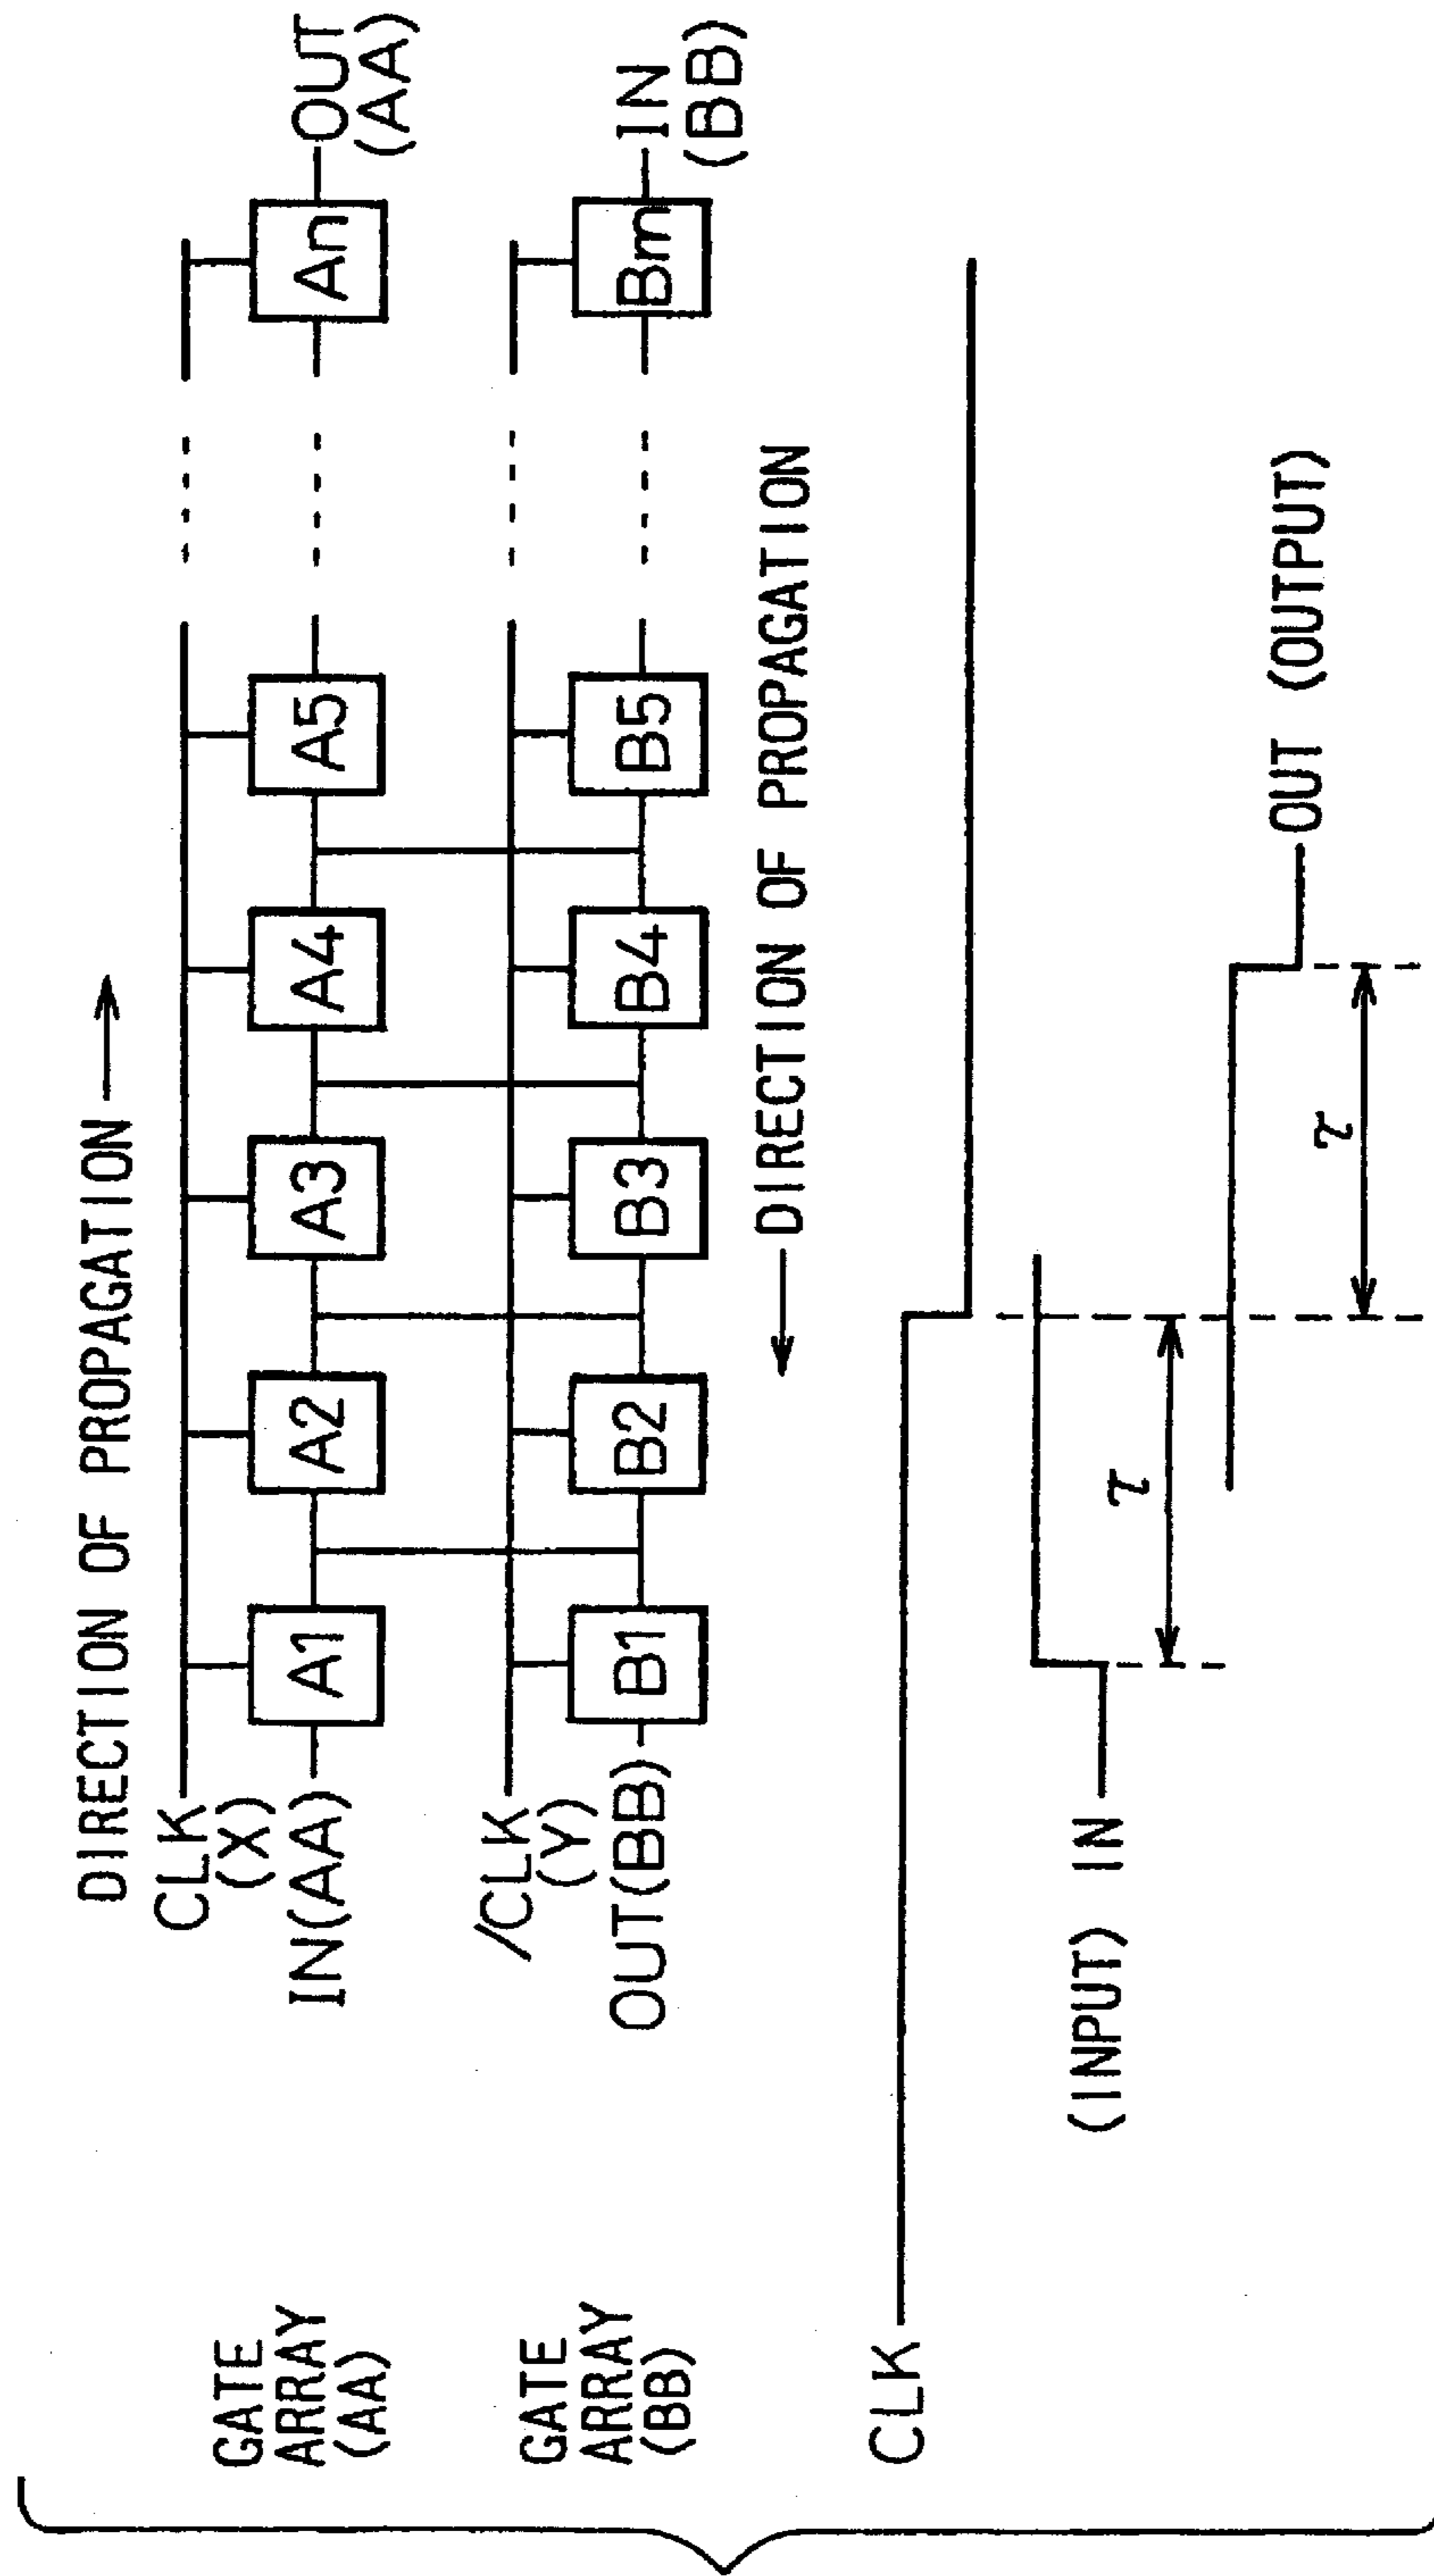 DIRECTION OF PROPAGATION
CLK
(X)
GATE
ARRAY
(AA)
IN(AA)
A1
A2
A3
A4
A5
An
OUT
(AA)
/CLK
(Y)
GATE
ARRAY
(BB)
OUT(BB)
B1
B2
B3
B4
B5
Bm
IN
(BB)
DIRECTION OF PROPAGATION
CLK
(INPUT) IN
τ
OUT (OUTPUT)
τ